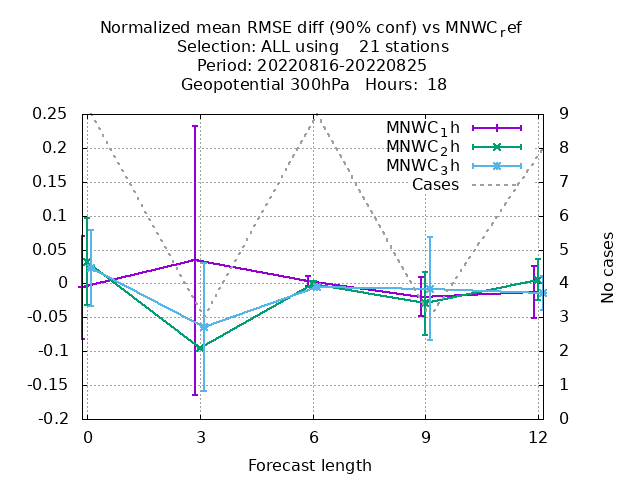 Normalized mean RMSE diff (90% conf) vs MNWC_ref
Selection: ALL using 21 stations
Period: 20220816-20220825
Geopotential 300hPa Hours: 18
MNWC_1h
MNWC_2h
MNWC_3h
Cases
0.25
0.2
0.15
0.1
0.05
0
-0.05
-0.1
-0.15
-0.2
9
8
7
6
5
4
3
2
1
0
No cases
0 3 6 9 12
Forecast length